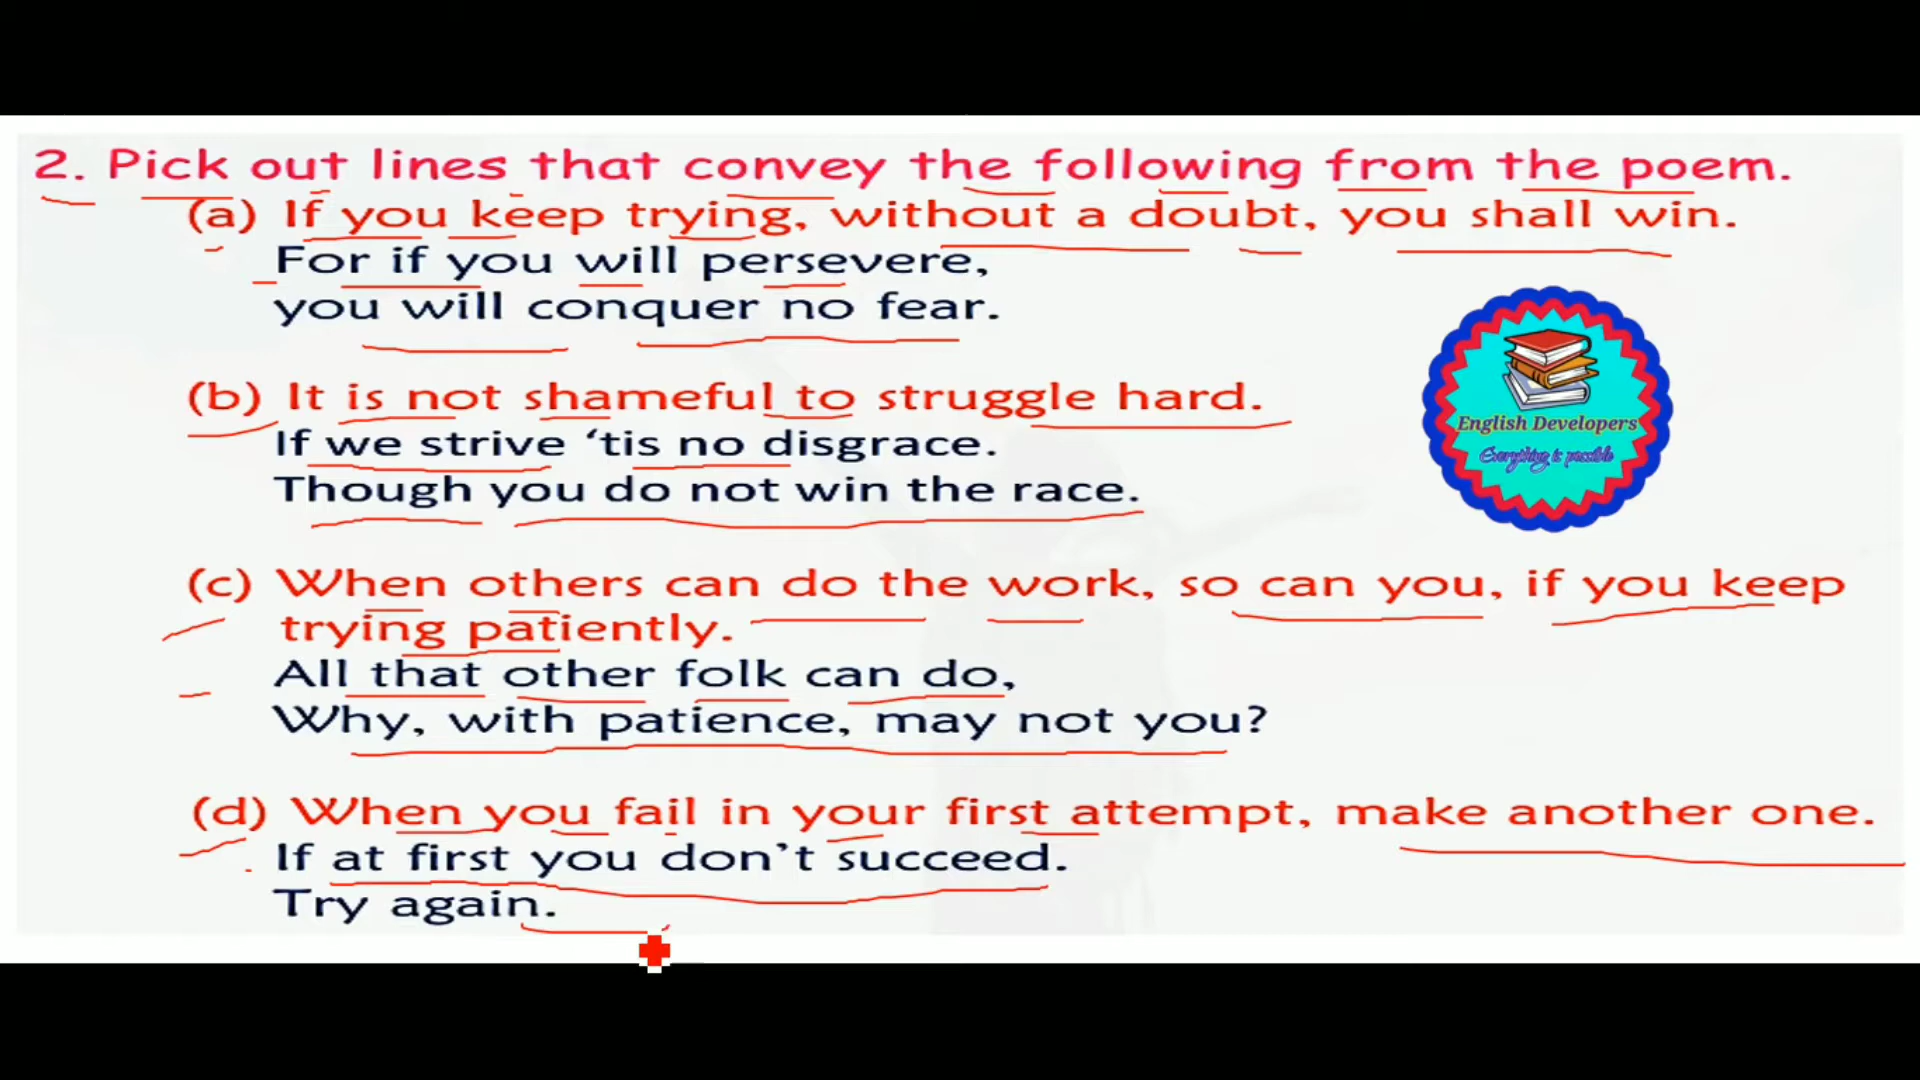 2. Pick out lines that convey the following from the poem.
(a) If you keep trying, without a doubt, you shall win.
For if you will persevere,
you will conquer no fear.
(b) It is not shameful to struggle hard.
If we strive ‘tis no disgrace.
Though you do not win the race.
(c) When others can do the work, so can you, if you keep
trying patiently.
All that other folk can do,
Why, with patience, may not you?
(d) When you fail in your first attempt, make another one.
If at first you don’t succeed.
Try again.
English Developers
Everything is possible